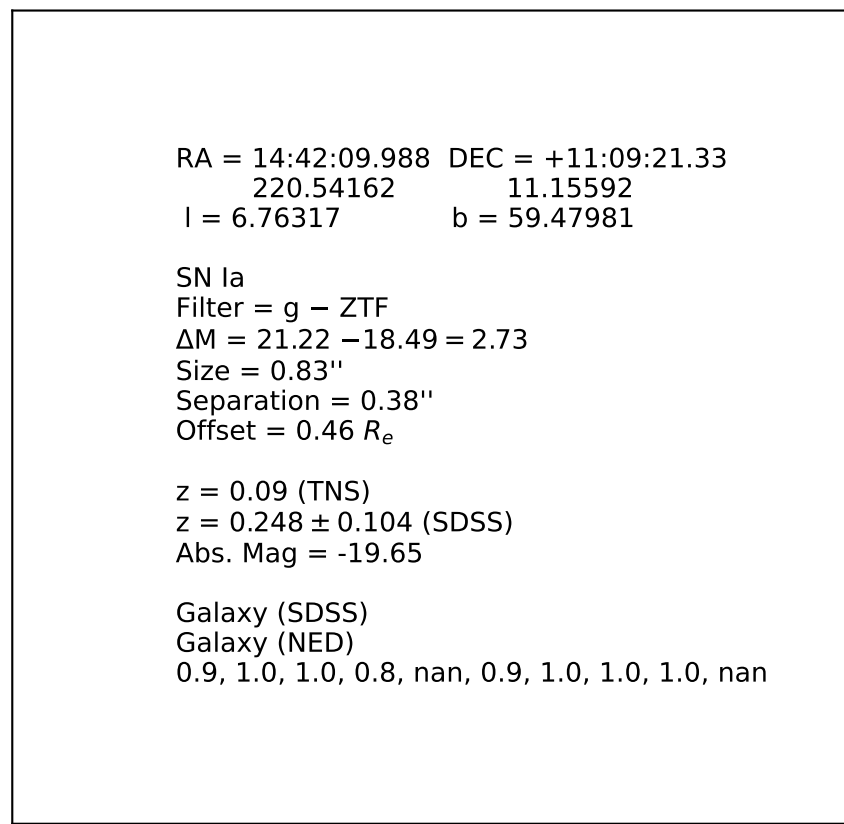 RA = 14:42:09.988  DEC = +11:09:21.33
220.54162 11.15592
l = 6.76317 b = 59.47981
SN Ia
Filter = g − ZTF
ΔM = 21.22 −18.49 = 2.73
Size = 0.83''
Separation = 0.38''
Offset = 0.46 Rₑ
z = 0.09 (TNS)
z = 0.248 ± 0.104 (SDSS)
Abs. Mag = -19.65
Galaxy (SDSS)
Galaxy (NED)
0.9, 1.0, 1.0, 0.8, nan, 0.9, 1.0, 1.0, 1.0, nan